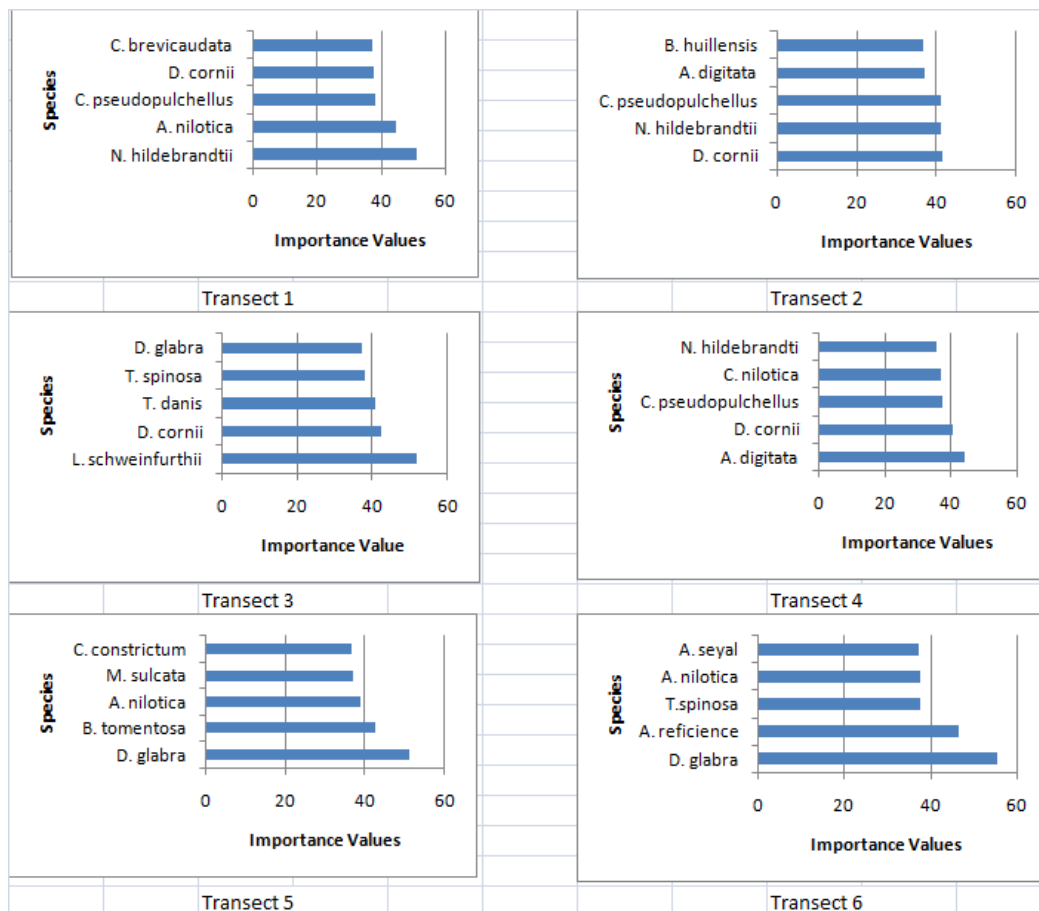 C. brevicaudata
D. cornii
C. pseudopulchellus
A. nilotica
N. hildebrandtii
Species
0 20 40 60
Importance Values
Transect 1
B. huillensis
A. digitata
C. pseudopulchellus
N. hildebrandtii
D. cornii
Species
0 20 40 60
Importance Values
Transect 2
D. glabra
T. spinosa
T. danis
D. cornii
L. schweinfurthii
Species
0 20 40 60
Importance Value
Transect 3
N. hildebrandti
C. nilotica
C. pseudopulchellus
D. cornii
A. digitata
Species
0 20 40 60
Importance Values
Transect 4
C. constrictum
M. sulcata
A. nilotica
B. tomentosa
D. glabra
Species
0 20 40 60
Importance Values
Transect 5
A. seyal
A. nilotica
T.spinosa
A. reficience
D. glabra
Species
0 20 40 60
Importance Values
Transect 6